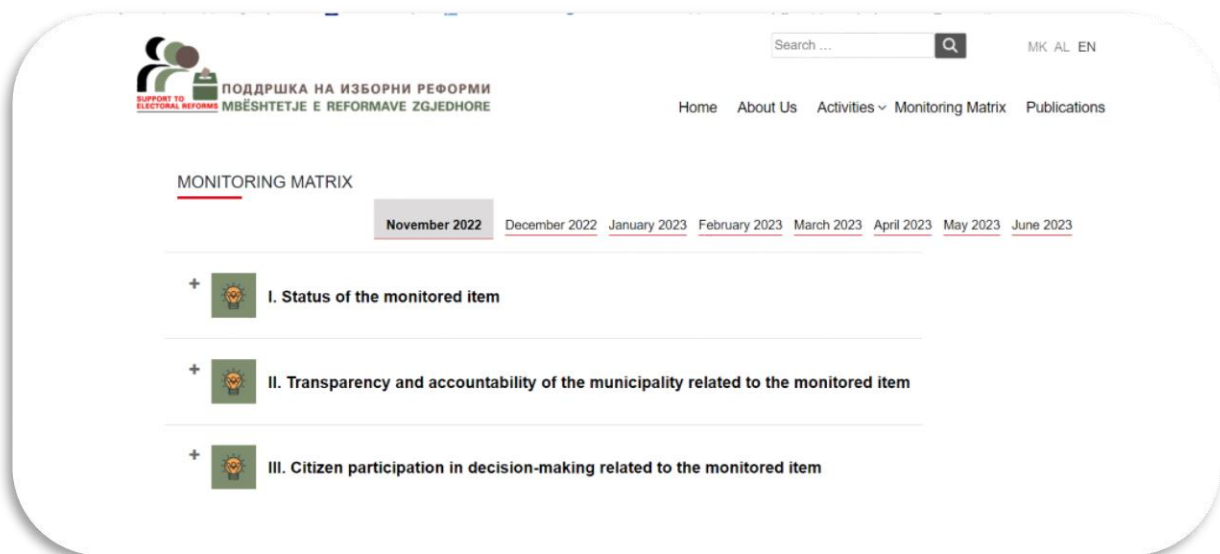 Search ...
MK AL EN
ПОДДРШКА НА ИЗБОРНИ РЕФОРМИ
SUPPORT TO
ELECTORAL REFORMS
MBËSHTETJE E REFORMAVE ZGJEDHORE
Home About Us Activities Monitoring Matrix Publications
MONITORING MATRIX
November 2022 December 2022 January 2023 February 2023 March 2023 April 2023 May 2023 June 2023
+ I. Status of the monitored item
+ II. Transparency and accountability of the municipality related to the monitored item
+ III. Citizen participation in decision-making related to the monitored item